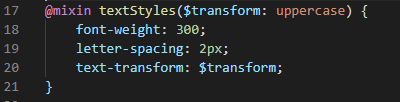 17 @mixin textStyles($transform: uppercase) {
18 font-weight: 300;
19 letter-spacing: 2px;
20 text-transform: $transform;
21 }